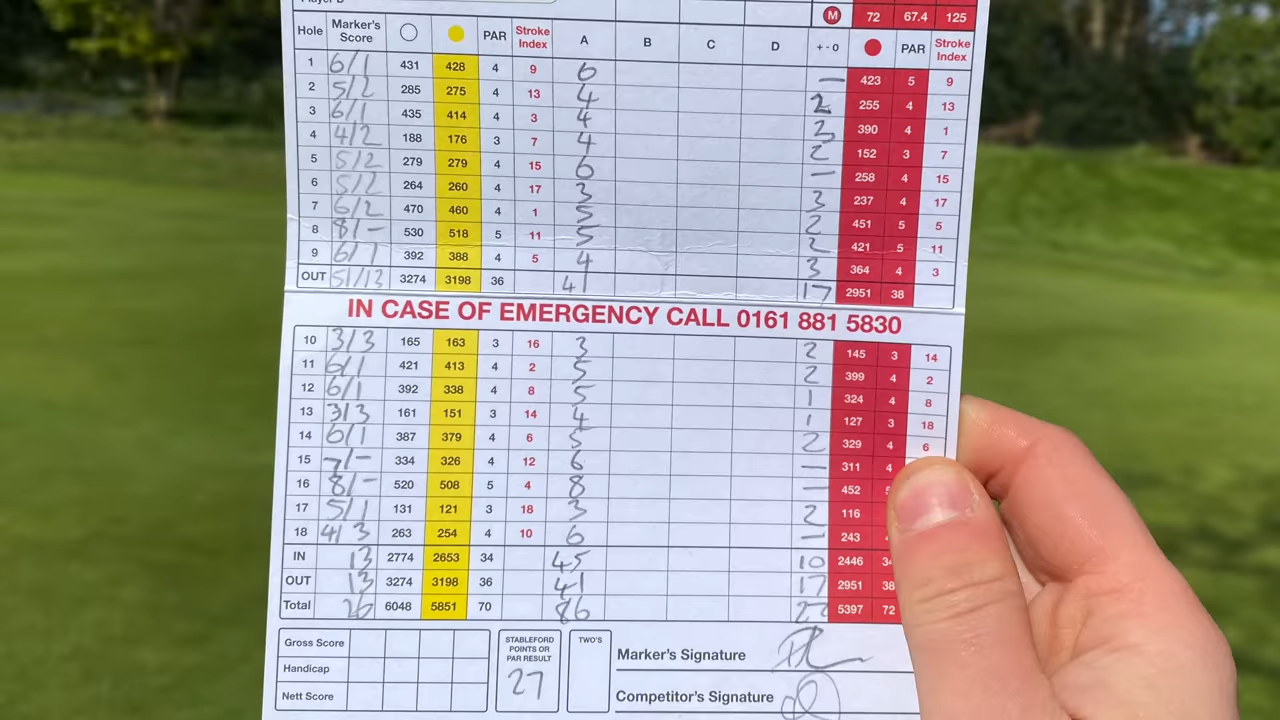 M 72 67.4 125
Hole Marker's Score PAR Stroke Index A B C D + - 0 PAR Stroke Index
1 6/1 431 428 4 9 6 — 423 5 9
2 5/2 285 275 4 13 4 2 255 4 13
3 6/1 435 414 4 3 4 3 390 4 1
4 4/2 188 176 3 7 4 2 152 3 7
5 5/2 279 279 4 15 6 — 258 4 15
6 5/2 264 260 4 17 3 3 237 4 17
7 6/2 470 460 4 1 5 2 451 5 5
8 8/- 530 518 5 11 5 2 421 5 11
9 6/1 392 388 4 5 4 3 364 4 3
OUT 51/13 3274 3198 36 41 17 2951 38
IN CASE OF EMERGENCY CALL 0161 881 5830
10 3/3 165 163 3 16 3 2 145 3 14
11 6/1 421 413 4 2 5 2 399 4 2
12 6/1 392 338 4 8 5 1 324 4 8
13 3/3 161 151 3 14 4 1 127 3 18
14 6/1 387 379 4 6 5 2 329 4 6
15 7/- 334 326 4 12 6 — 311 4
16 8/- 520 508 5 4 8 — 452
17 5/1 131 121 3 18 3 2 116
18 4/3 263 254 4 10 6 — 243
IN 13 2774 2653 34 45 10 2446 34
OUT 13 3274 3198 36 41 17 2951 38
Total 26 6048 5851 70 86 27 5397 72
Gross Score
Handicap
Nett Score
STABLEFORD POINTS OR PAR RESULT
27
TWO'S
Marker's Signature
Competitor's Signature